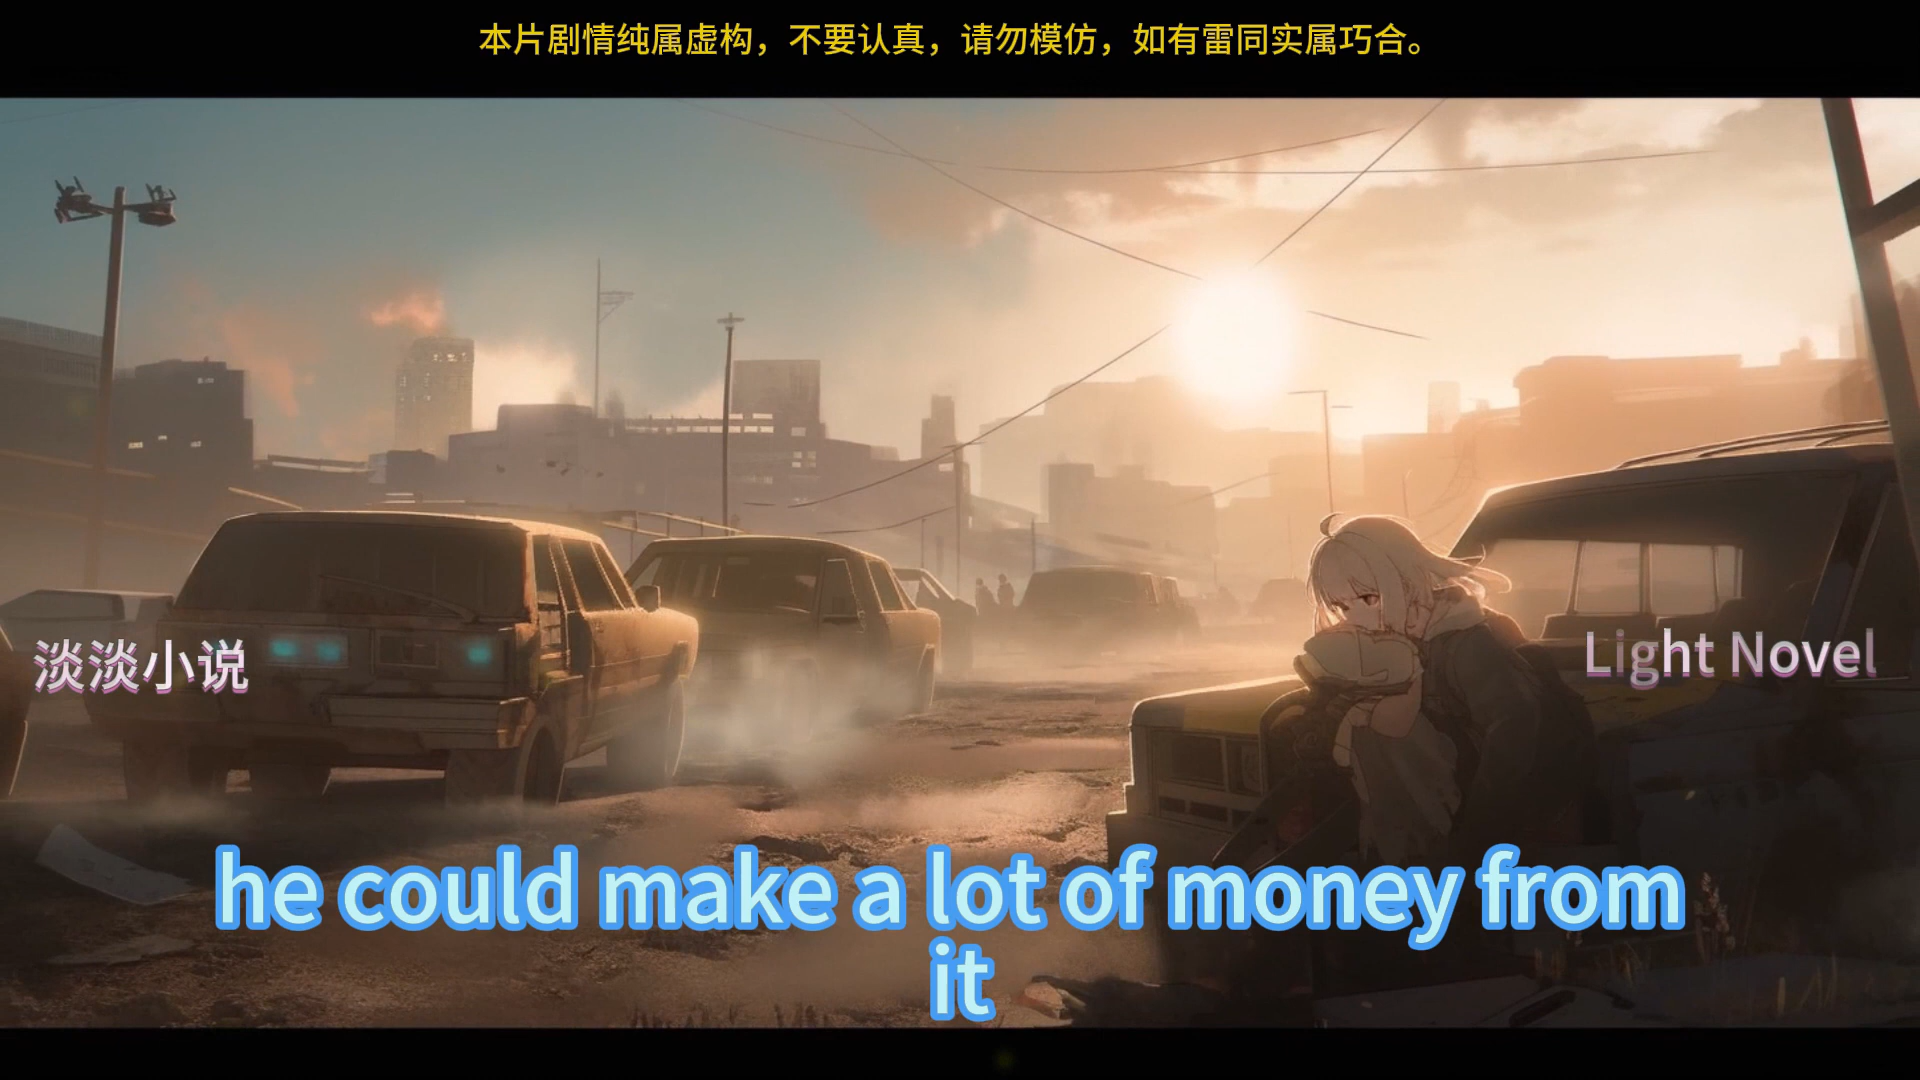 本片剧情纯属虚构，不要认真，请勿模仿，如有雷同实属巧合。
淡淡小说
Light Novel
he could make a lot of money from
it